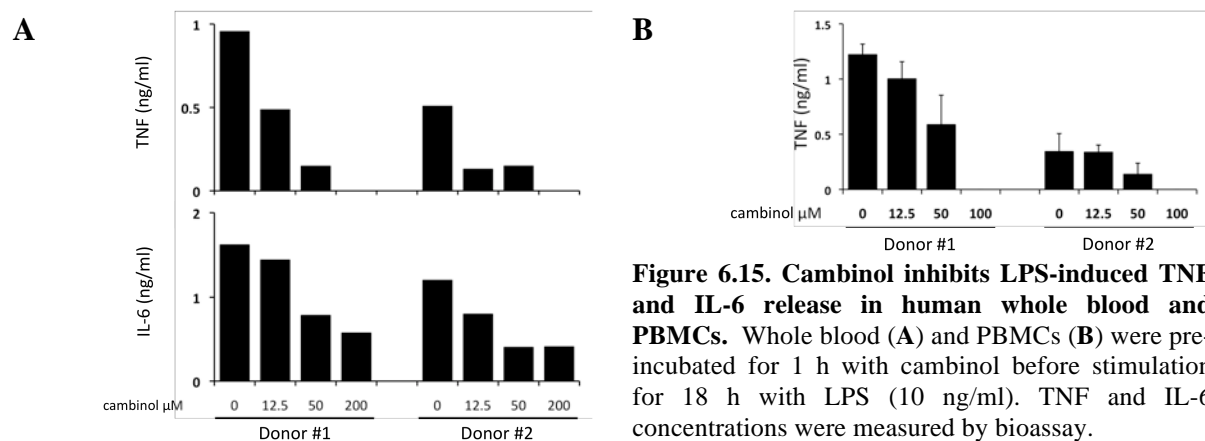 A
TNF (ng/ml)
1
0.5
0
IL-6 (ng/ml)
2
1
0
cambinol µM 0 12.5 50 200 0 12.5 50 200
Donor #1 Donor #2
B
TNF (ng/ml)
1.5
1
0.5
0
cambinol µM 0 12.5 50 100 0 12.5 50 100
Donor #1 Donor #2
Figure 6.15. Cambinol inhibits LPS-induced TNF
and IL-6 release in human whole blood and
PBMCs. Whole blood (A) and PBMCs (B) were pre-
incubated for 1 h with cambinol before stimulation
for 18 h with LPS (10 ng/ml). TNF and IL-6
concentrations were measured by bioassay.